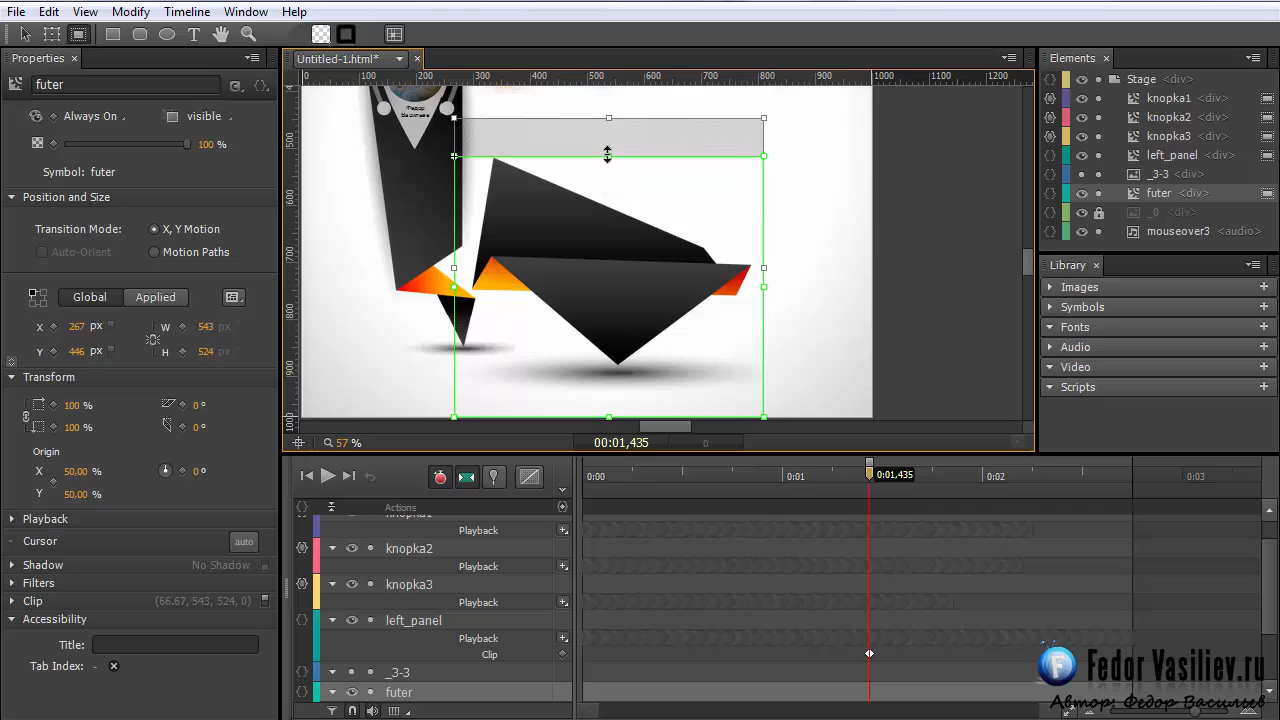 File Edit View Modify Timeline Window Help
Properties
futer
Always On
visible
100 %
Symbol: futer
Position and Size
Transition Mode:
X, Y Motion
Auto-Orient
Motion Paths
Global
Applied
X 267 px W 543 px
Y 446 px H 524 px
Transform
100 % 0°
100 % 0°
Origin
X 50,00 % 0°
Y 50,00 %
Playback
Cursor auto
Shadow No Shadow
Filters
Clip (66.67, 543, 524, 0)
Accessibility
Title:
Tab Index: -
Untitled-1.html*
0 100 200 300 400 500 600 700 800 900 1000 1100 1200
4
500
600
700
800
900
1000
Федор
Васильев
57 %
00:01,435
0
Elements
Stage <div>
knopka1 <div>
knopka2 <div>
knopka3 <div>
left_panel <div>
_3-3 <div>
futer <div>
_0 <div>
mouseover3 <audio>
Library
Images
Symbols
Fonts
Audio
Video
Scripts
0:00 0:01 0:01,435 0:02 0:03
Actions
knopka1
Playback
knopka2
Playback
knopka3
Playback
left_panel
Playback
Clip
_3-3
futer
Fedor Vasiliev.ru
Автор: Федор Васильев